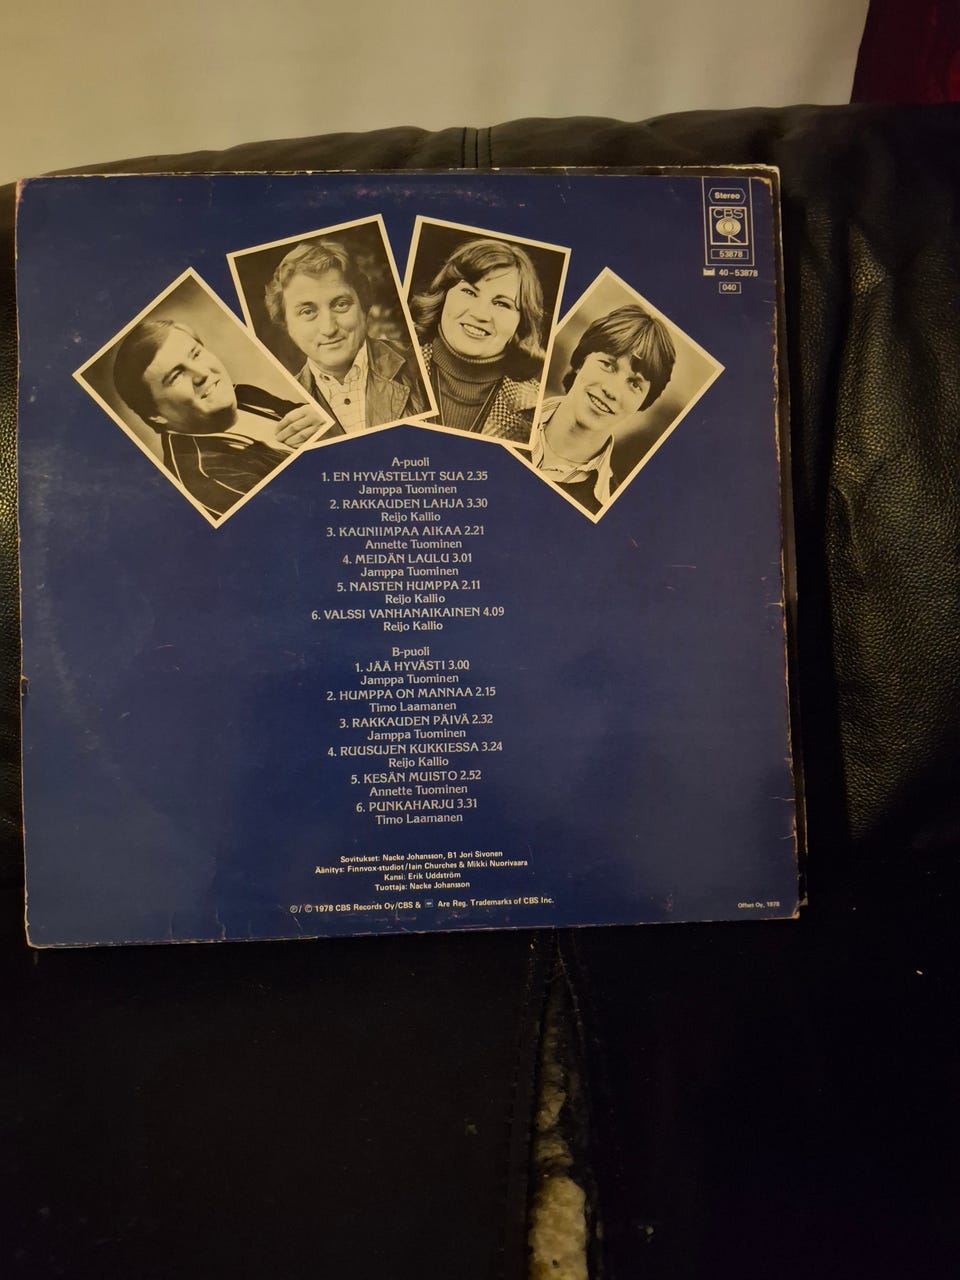 Stereo
CBS
53878
40-53878
040
A-puoli
1. EN HYVÄSTELLYT SUA 2.35
Jamppa Tuominen
2. RAKKAUDEN LAHJA 3.30
Reijo Kallio
3. KAUNIIMPAA AIKAA 2.21
Annette Tuominen
4. MEIDÄN LAULU 3.01
Jamppa Tuominen
5. NAISTEN HUMPPA 2.11
Reijo Kallio
6. VALSSI VANHANAIKAINEN 4.09
Reijo Kallio
B-puoli
1. JÄÄ HYVÄSTI 3.00
Jamppa Tuominen
2. HUMPPA ON MANNAA 2.15
Timo Laamanen
3. RAKKAUDEN PÄIVÄ 2.32
Jamppa Tuominen
4. RUUSUJEN KUKKIESSA 3.24
Reijo Kallio
5. KESÄN MUISTO 2.52
Annette Tuominen
6. PUNKAHARJU 3.31
Timo Laamanen
Sovitukset: Nacke Johansson, B1 Jori Sivonen
Äänitys: Finnvox-studiot/Iain Churches & Mikki Nuorivaara
Kansi: Erik Uddström
Tuottaja: Nacke Johansson
Ⓟ/ © 1978 CBS Records Oy/CBS & Are Reg. Trademarks of CBS Inc.
Offset Oy, 1978